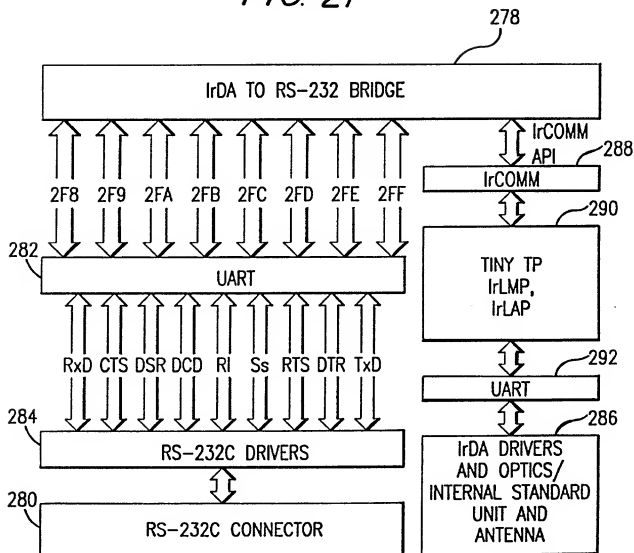 FIG. 27
278
IrDA TO RS-232 BRIDGE
IrCOMM
API
288
2F8 2F9 2FA 2FB 2FC 2FD 2FE 2FF
IrCOMM
290
282
UART
TINY TP
IrLMP,
IrLAP
RxD CTS DSR DCD RI Ss RTS DTR TxD
292
UART
284
RS-232C DRIVERS
286
IrDA DRIVERS
AND OPTICS/
INTERNAL STANDARD
UNIT AND
ANTENNA
280
RS-232C CONNECTOR